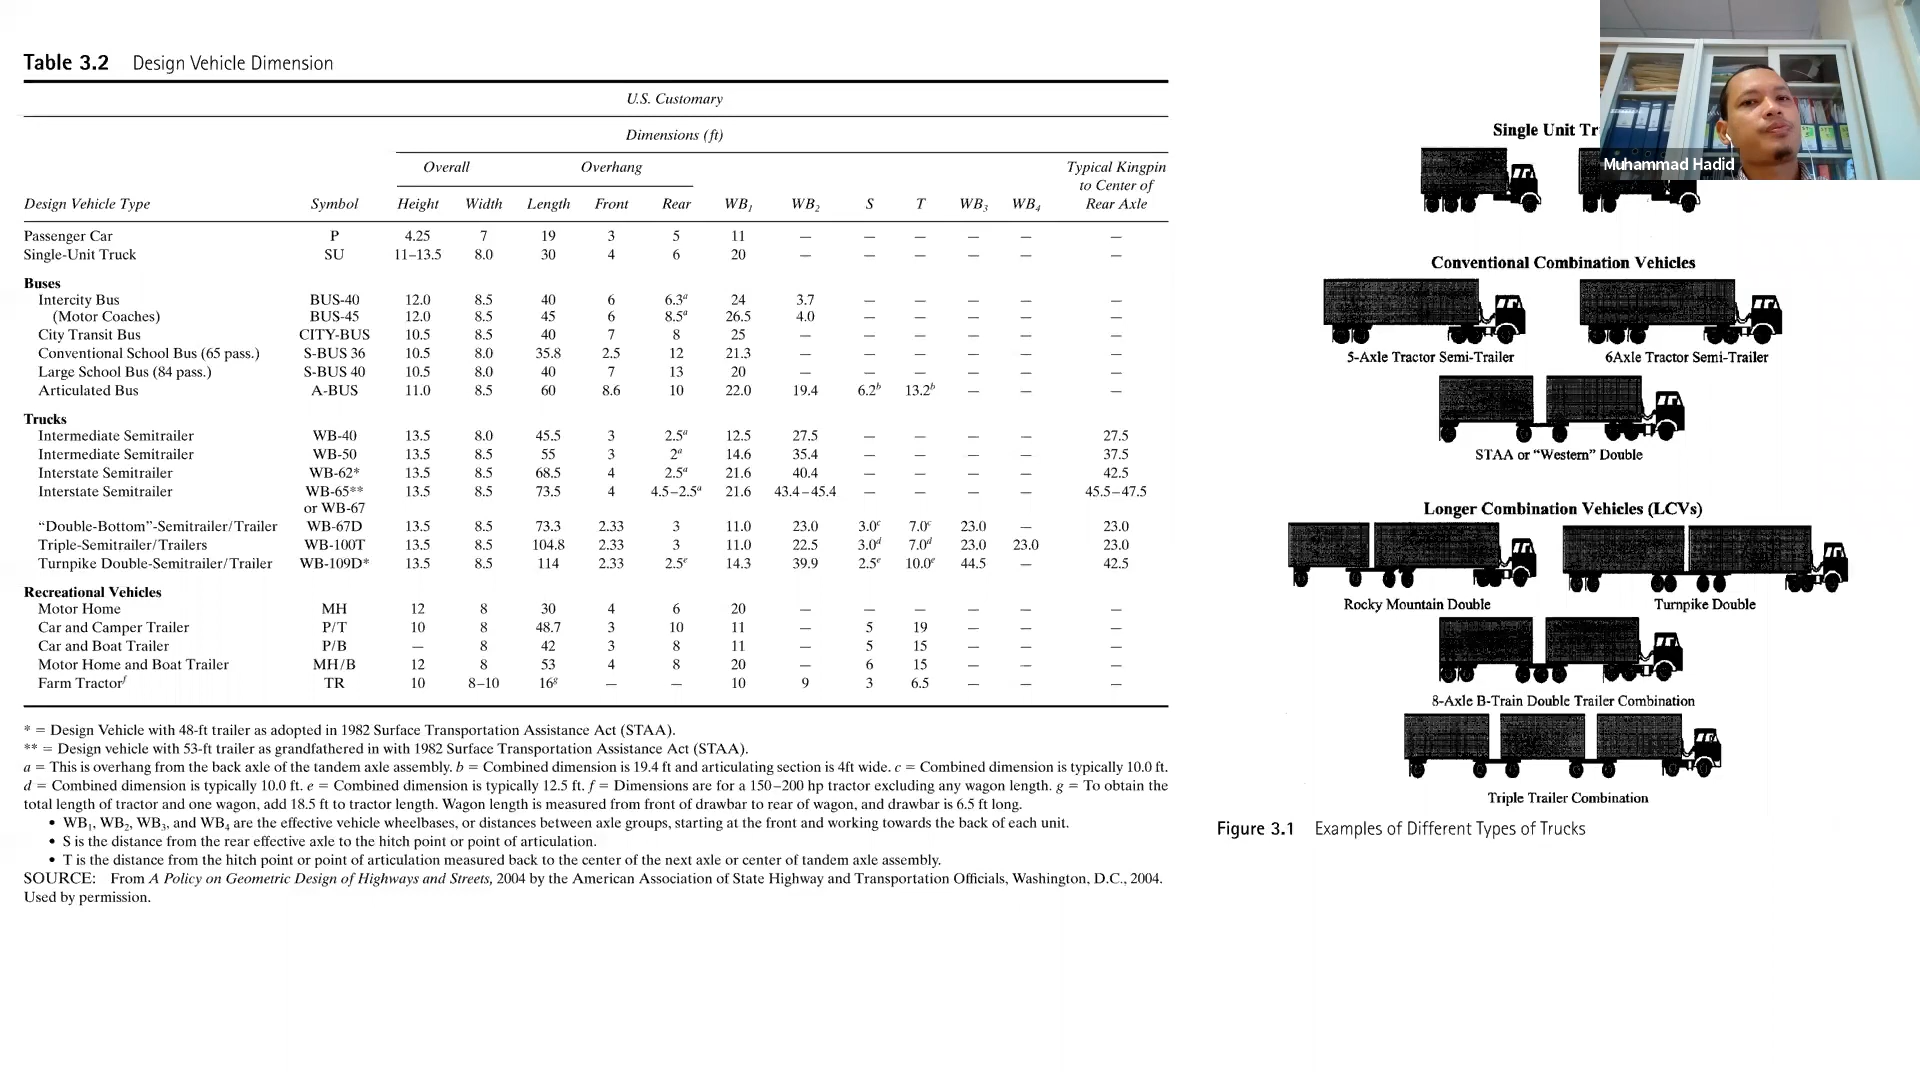 Table 3.2 Design Vehicle Dimension
U.S. Customary
Dimensions (ft)
Overall Overhang Typical Kingpin
to Center of
Design Vehicle Type Symbol Height Width Length Front Rear WB1 WB2 S T WB3 WB4 Rear Axle
Passenger Car P 4.25 7 19 3 5 11 — — — — — —
Single-Unit Truck SU 11–13.5 8.0 30 4 6 20 — — — — — —
Buses
Intercity Bus BUS-40 12.0 8.5 40 6 6.3a 24 3.7 — — — — —
(Motor Coaches) BUS-45 12.0 8.5 45 6 8.5a 26.5 4.0 — — — — —
City Transit Bus CITY-BUS 10.5 8.5 40 7 8 25 — — — — — —
Conventional School Bus (65 pass.) S-BUS 36 10.5 8.0 35.8 2.5 12 21.3 — — — — — —
Large School Bus (84 pass.) S-BUS 40 10.5 8.0 40 7 13 20 — — — — — —
Articulated Bus A-BUS 11.0 8.5 60 8.6 10 22.0 19.4 6.2b 13.2b — — —
Trucks
Intermediate Semitrailer WB-40 13.5 8.0 45.5 3 2.5a 12.5 27.5 — — — — 27.5
Intermediate Semitrailer WB-50 13.5 8.5 55 3 2a 14.6 35.4 — — — — 37.5
Interstate Semitrailer WB-62* 13.5 8.5 68.5 4 2.5a 21.6 40.4 — — — — 42.5
Interstate Semitrailer WB-65** 13.5 8.5 73.5 4 4.5–2.5a 21.6 43.4–45.4 — — — — 45.5–47.5
or WB-67
“Double-Bottom”-Semitrailer/Trailer WB-67D 13.5 8.5 73.3 2.33 3 11.0 23.0 3.0c 7.0c 23.0 — 23.0
Triple-Semitrailer/Trailers WB-100T 13.5 8.5 104.8 2.33 3 11.0 22.5 3.0d 7.0d 23.0 23.0 23.0
Turnpike Double-Semitrailer/Trailer WB-109D* 13.5 8.5 114 2.33 2.5e 14.3 39.9 2.5e 10.0e 44.5 — 42.5
Recreational Vehicles
Motor Home MH 12 8 30 4 6 20 — — — — — —
Car and Camper Trailer P/T 10 8 48.7 3 10 11 — 5 19 — — —
Car and Boat Trailer P/B — 8 42 3 8 11 — 5 15 — — —
Motor Home and Boat Trailer MH/B 12 8 53 4 8 20 — 6 15 — — —
Farm Tractorf TR 10 8–10 16g — — 10 9 3 6.5 — — —
* = Design Vehicle with 48-ft trailer as adopted in 1982 Surface Transportation Assistance Act (STAA).
** = Design vehicle with 53-ft trailer as grandfathered in with 1982 Surface Transportation Assistance Act (STAA).
a = This is overhang from the back axle of the tandem axle assembly. b = Combined dimension is 19.4 ft and articulating section is 4ft wide. c = Combined dimension is typically 10.0 ft.
d = Combined dimension is typically 10.0 ft. e = Combined dimension is typically 12.5 ft. f = Dimensions are for a 150–200 hp tractor excluding any wagon length. g = To obtain the
total length of tractor and one wagon, add 18.5 ft to tractor length. Wagon length is measured from front of drawbar to rear of wagon, and drawbar is 6.5 ft long.
• WB1, WB2, WB3, and WB4 are the effective vehicle wheelbases, or distances between axle groups, starting at the front and working towards the back of each unit.
• S is the distance from the rear effective axle to the hitch point or point of articulation.
• T is the distance from the hitch point or point of articulation measured back to the center of the next axle or center of tandem axle assembly.
SOURCE: From A Policy on Geometric Design of Highways and Streets, 2004 by the American Association of State Highway and Transportation Officials, Washington, D.C., 2004.
Used by permission.
Single Unit Tr
Muhammad Hadid
Conventional Combination Vehicles
5-Axle Tractor Semi-Trailer 6Axle Tractor Semi-Trailer
STAA or “Western” Double
Longer Combination Vehicles (LCVs)
Rocky Mountain Double Turnpike Double
8-Axle B-Train Double Trailer Combination
Triple Trailer Combination
Figure 3.1 Examples of Different Types of Trucks